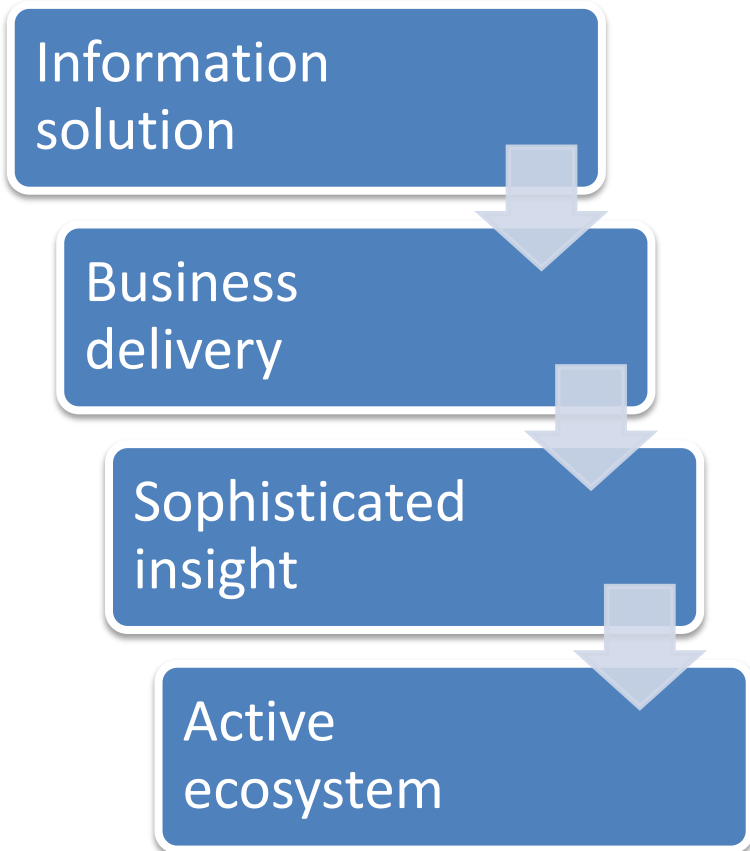 Information
solution
Business
delivery
Sophisticated
insight
Active
ecosystem